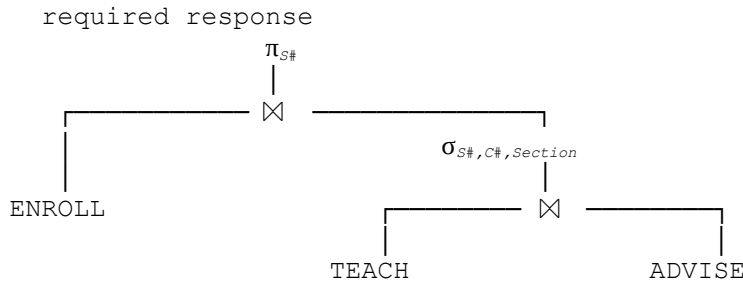 required response
π_S#
⋈
σ_S#,C#,Section
ENROLL
⋈
TEACH ADVISE